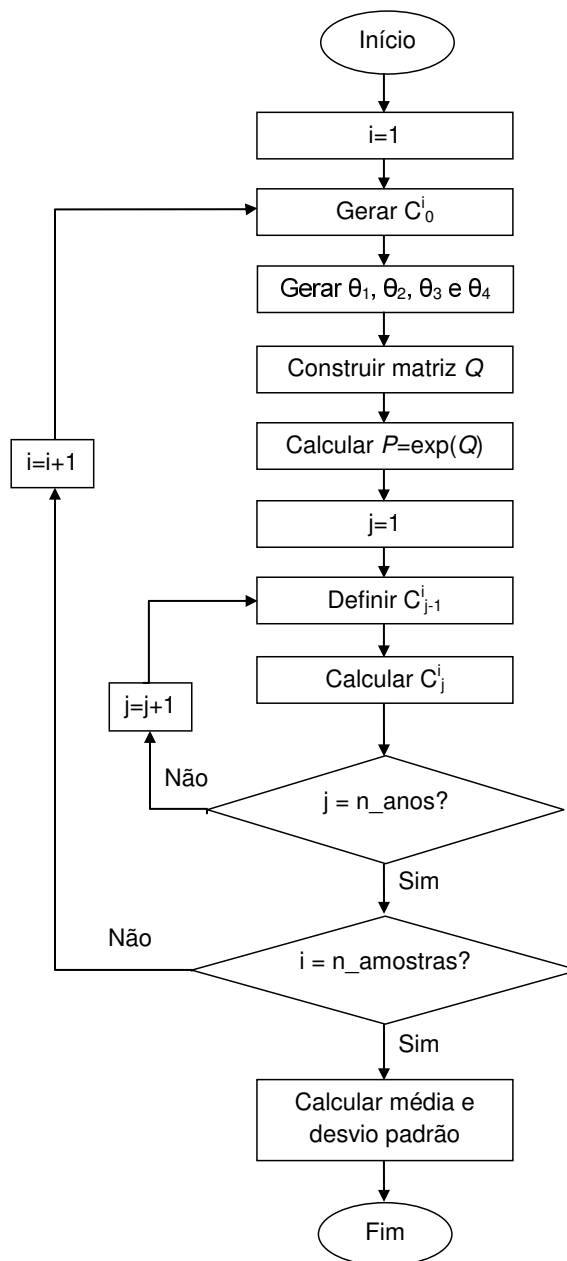 Início
i=1
Gerar C^i_0
Gerar θ₁, θ₂, θ₃ e θ₄
Construir matriz Q
i=i+1
Calcular P=exp(Q)
j=1
Definir C^i_j-1
Calcular C^i_j
j=j+1
Não
j = n_anos?
Sim
Não
i = n_amostras?
Sim
Calcular média e
desvio padrão
Fim